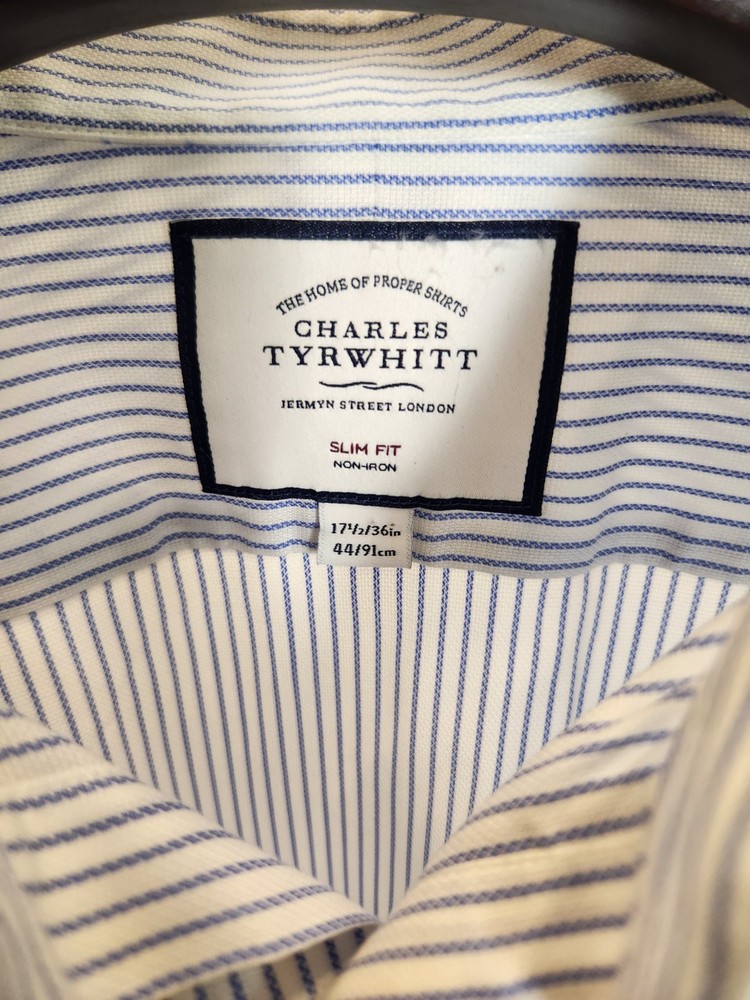 THE HOME OF PROPER SHIRTS
CHARLES
TYRWHITT
JERMYN STREET LONDON
SLIM FIT
NON-IRON
17½/36in
44/91cm